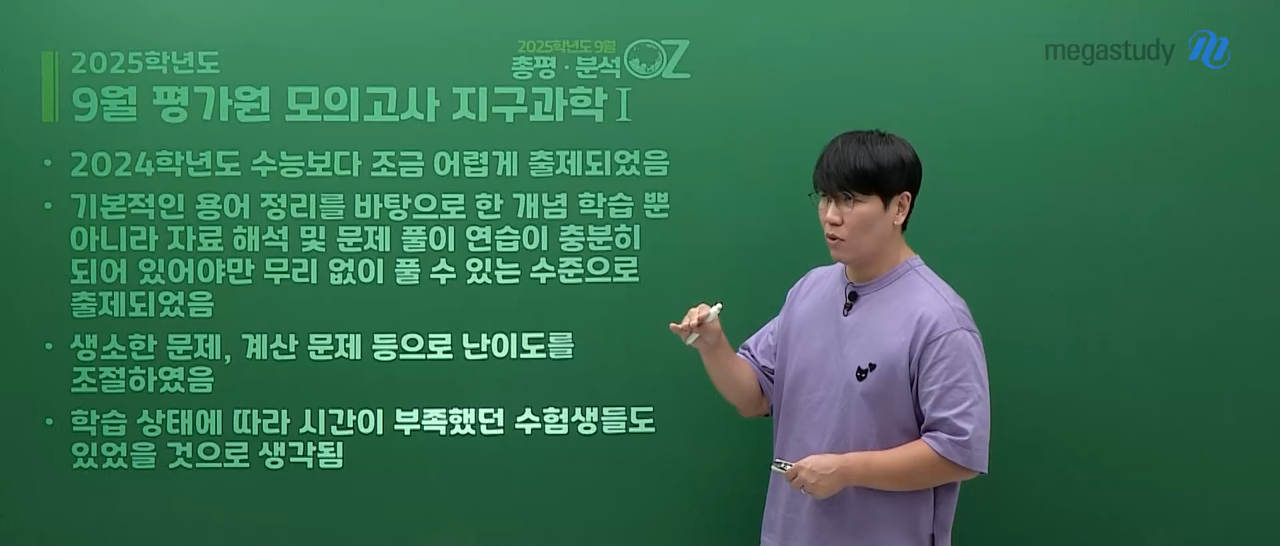 2025학년도
9월 평가원 모의고사 지구과학 I
2025학년도 9월
총평·분석 OZ
megastudy
• 2024학년도 수능보다 조금 어렵게 출제되었음
• 기본적인 용어 정리를 바탕으로 한 개념 학습 뿐
아니라 자료 해석 및 문제 풀이 연습이 충분히
되어 있어야만 무리 없이 풀 수 있는 수준으로
출제되었음
• 생소한 문제, 계산 문제 등으로 난이도를
조절하였음
• 학습 상태에 따라 시간이 부족했던 수험생들도
있었을 것으로 생각됨